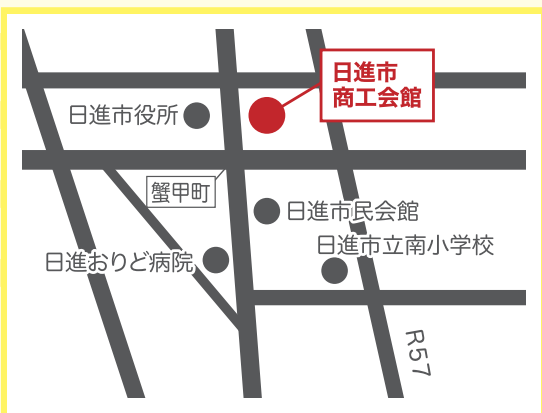 日進市
商工会館
日進市役所
蟹甲町
日進市民会館
日進市立南小学校
日進おりど病院
R57